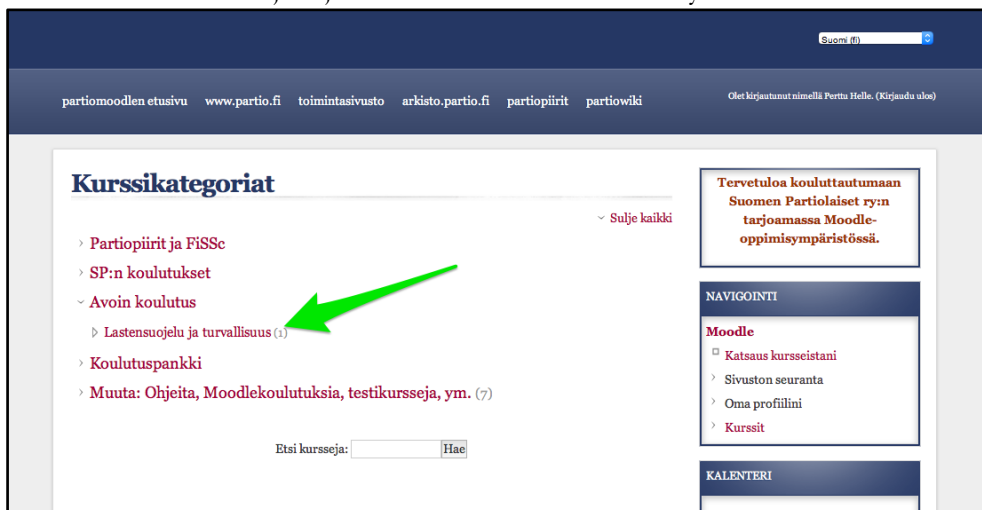 Suomi (fi)
partiomoodlen etusivu www.partio.fi toimintasivusto arkisto.partio.fi partiopiirit partiowiki
Olet kirjautunut nimellä Perttu Helle. (Kirjaudu ulos)
Kurssikategoriat
Sulje kaikki
Partiopiirit ja FiSSc
SP:n koulutukset
Avoin koulutus
Lastensuojelu ja turvallisuus (1)
Koulutuspankki
Muuta: Ohjeita, Moodlekoulutuksia, testikursseja, ym. (7)
Etsi kursseja: Hae
Tervetuloa kouluttautumaan
Suomen Partiolaiset ry:n
tarjoamassa Moodle-
oppimisympäristössä.
NAVIGOINTI
Moodle
Katsaus kursseistani
Sivuston seuranta
Oma profiilini
Kurssit
KALENTERI